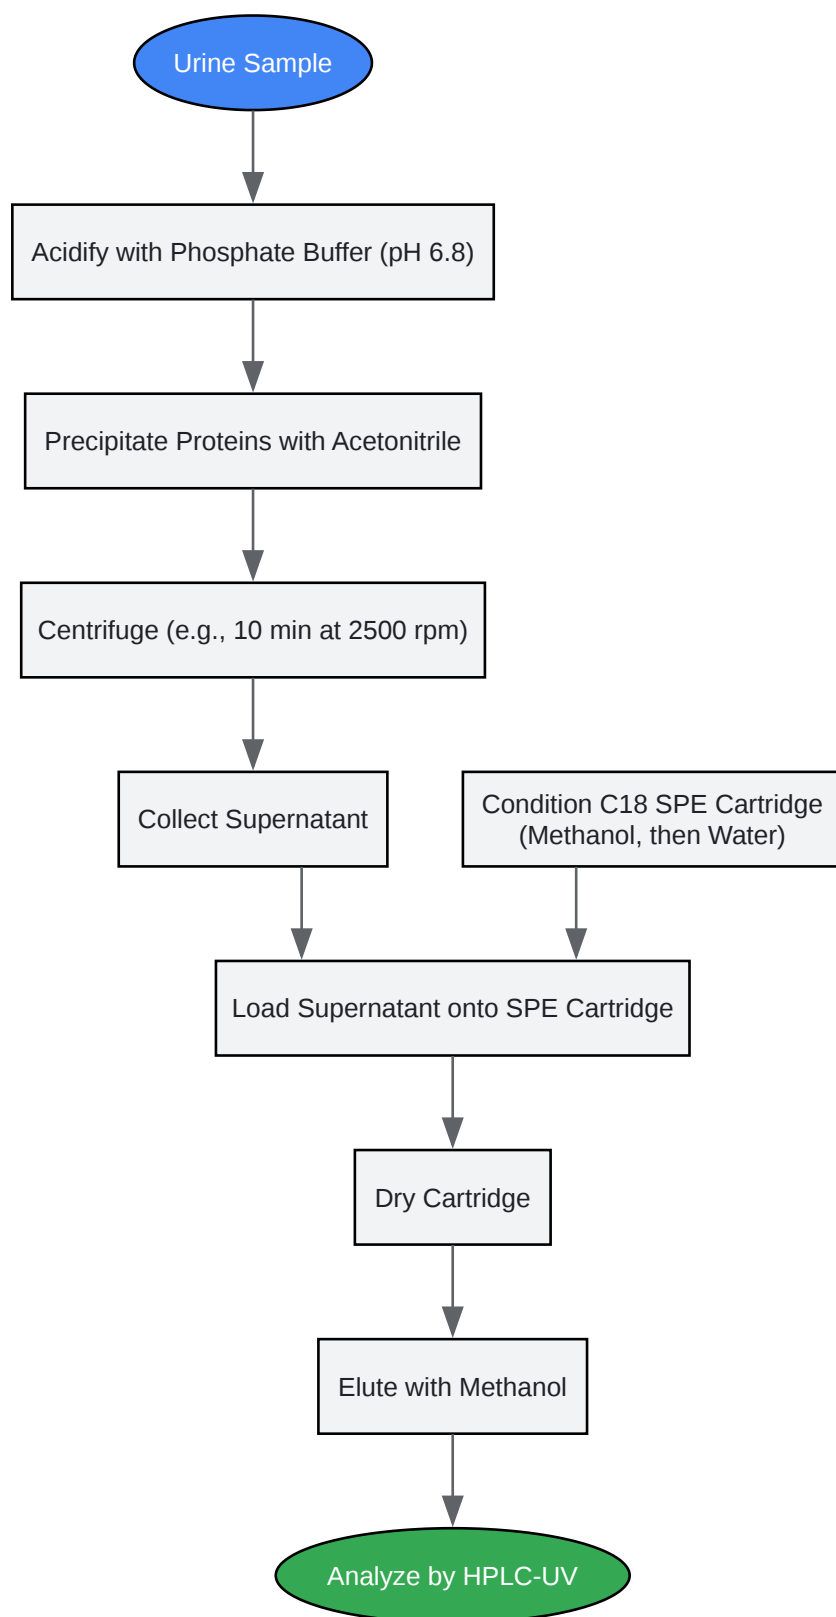 Urine Sample
Acidify with Phosphate Buffer (pH 6.8)
Precipitate Proteins with Acetonitrile
Centrifuge (e.g., 10 min at 2500 rpm)
Collect Supernatant
Condition C18 SPE Cartridge
(Methanol, then Water)
Load Supernatant onto SPE Cartridge
Dry Cartridge
Elute with Methanol
Analyze by HPLC-UV